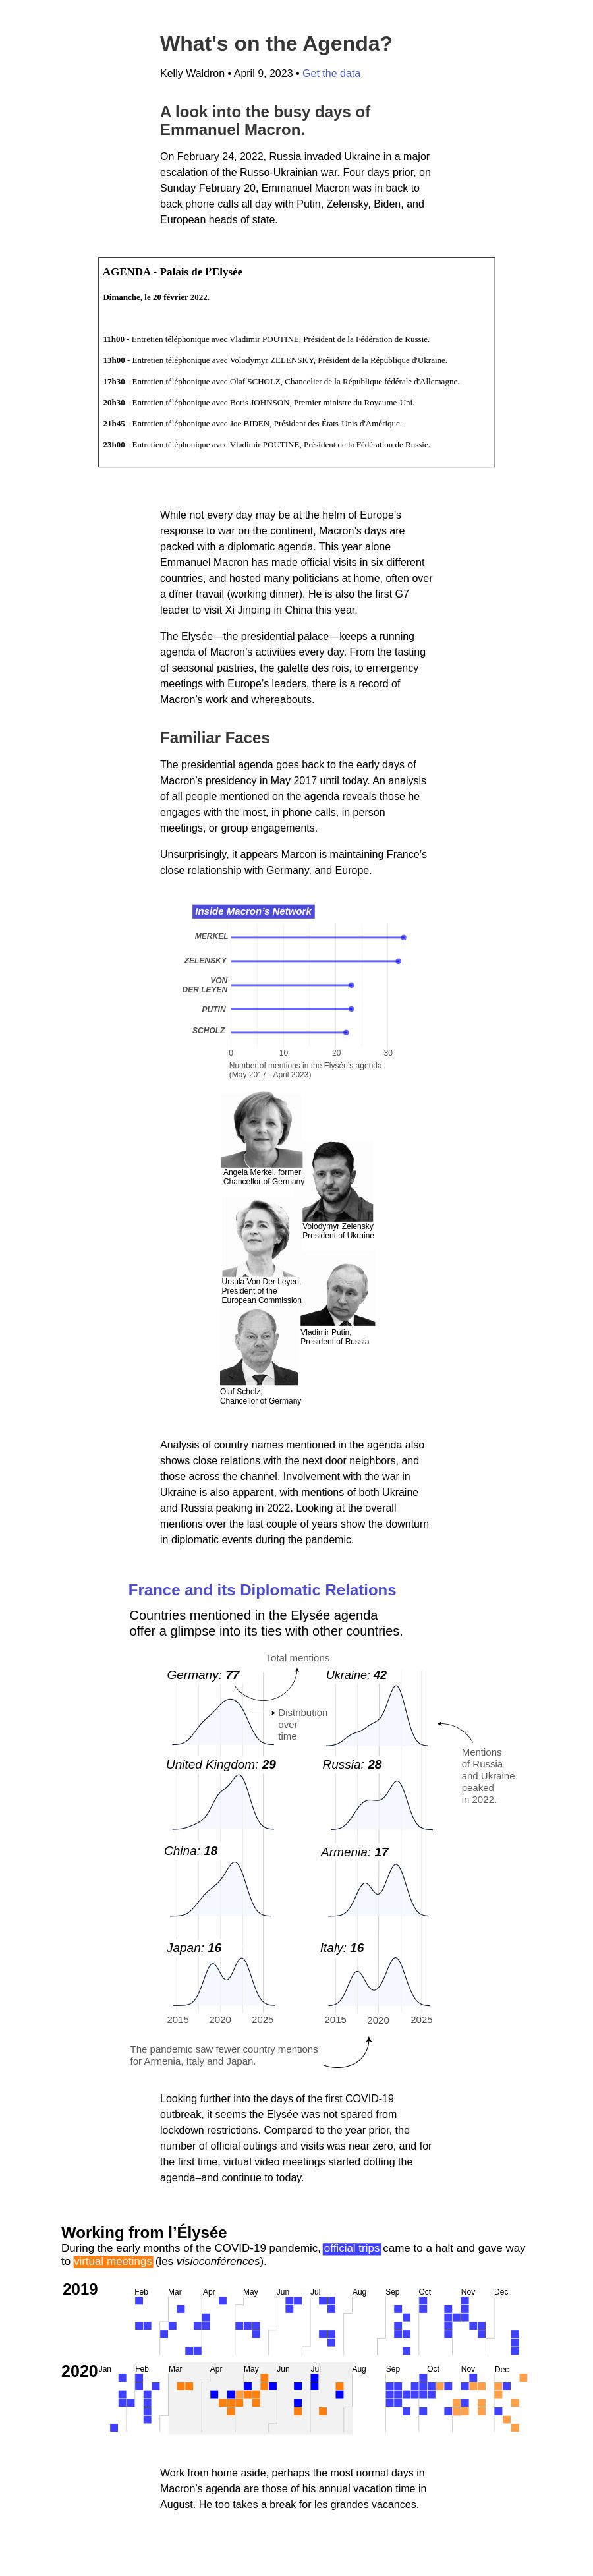 What's on the Agenda?
Kelly Waldron • April 9, 2023 • Get the data
A look into the busy days of
Emmanuel Macron.
On February 24, 2022, Russia invaded Ukraine in a major
escalation of the Russo-Ukrainian war. Four days prior, on
Sunday February 20, Emmanuel Macron was in back to
back phone calls all day with Putin, Zelensky, Biden, and
European heads of state.
AGENDA - Palais de l'Elysée
Dimanche, le 20 février 2022.
11h00 - Entretien téléphonique avec Vladimir POUTINE, Président de la Fédération de Russie.
13h00 - Entretien téléphonique avec Volodymyr ZELENSKY, Président de la République d'Ukraine.
17h30 - Entretien téléphonique avec Olaf SCHOLZ, Chancelier de la République fédérale d'Allemagne.
20h30 - Entretien téléphonique avec Boris JOHNSON, Premier ministre du Royaume-Uni.
21h45 - Entretien téléphonique avec Joe BIDEN, Président des États-Unis d'Amérique.
23h00 - Entretien téléphonique avec Vladimir POUTINE, Président de la Fédération de Russie.
While not every day may be at the helm of Europe's
response to war on the continent, Macron's days are
packed with a diplomatic agenda. This year alone
Emmanuel Macron has made official visits in six different
countries, and hosted many politicians at home, often over
a dîner travail (working dinner). He is also the first G7
leader to visit Xi Jinping in China this year.
The Elysée—the presidential palace—keeps a running
agenda of Macron's activities every day. From the tasting
of seasonal pastries, the galette des rois, to emergency
meetings with Europe's leaders, there is a record of
Macron's work and whereabouts.
Familiar Faces
The presidential agenda goes back to the early days of
Macron's presidency in May 2017 until today. An analysis
of all people mentioned on the agenda reveals those he
engages with the most, in phone calls, in person
meetings, or group engagements.
Unsurprisingly, it appears Marcon is maintaining France's
close relationship with Germany, and Europe.
Inside Macron's Network
MERKEL
ZELENSKY
VON
DER LEYEN
PUTIN
SCHOLZ
0 10 20 30
Number of mentions in the Elysée's agenda
(May 2017 - April 2023)
Angela Merkel, former
Chancellor of Germany
Volodymyr Zelensky,
President of Ukraine
Ursula Von Der Leyen,
President of the
European Commission
Vladimir Putin,
President of Russia
Olaf Scholz,
Chancellor of Germany
Analysis of country names mentioned in the agenda also
shows close relations with the next door neighbors, and
those across the channel. Involvement with the war in
Ukraine is also apparent, with mentions of both Ukraine
and Russia peaking in 2022. Looking at the overall
mentions over the last couple of years show the downturn
in diplomatic events during the pandemic.
France and its Diplomatic Relations
Countries mentioned in the Elysée agenda
offer a glimpse into its ties with other countries.
Total mentions
Germany: 77
Ukraine: 42
Distribution
over
time
Mentions
of Russia
and Ukraine
peaked
in 2022.
United Kingdom: 29
Russia: 28
China: 18
Armenia: 17
Japan: 16
Italy: 16
2015 2020 2025
2015 2020 2025
The pandemic saw fewer country mentions
for Armenia, Italy and Japan.
Looking further into the days of the first COVID-19
outbreak, it seems the Elysée was not spared from
lockdown restrictions. Compared to the year prior, the
number of official outings and visits was near zero, and for
the first time, virtual video meetings started dotting the
agenda–and continue to today.
Working from l'Élysée
During the early months of the COVID-19 pandemic, official trips came to a halt and gave way
to virtual meetings (les visioconférences).
2019
Feb Mar Apr May Jun Jul Aug Sep Oct Nov Dec
2020
Jan Feb Mar Apr May Jun Jul Aug Sep Oct Nov Dec
Work from home aside, perhaps the most normal days in
Macron's agenda are those of his annual vacation time in
August. He too takes a break for les grandes vacances.